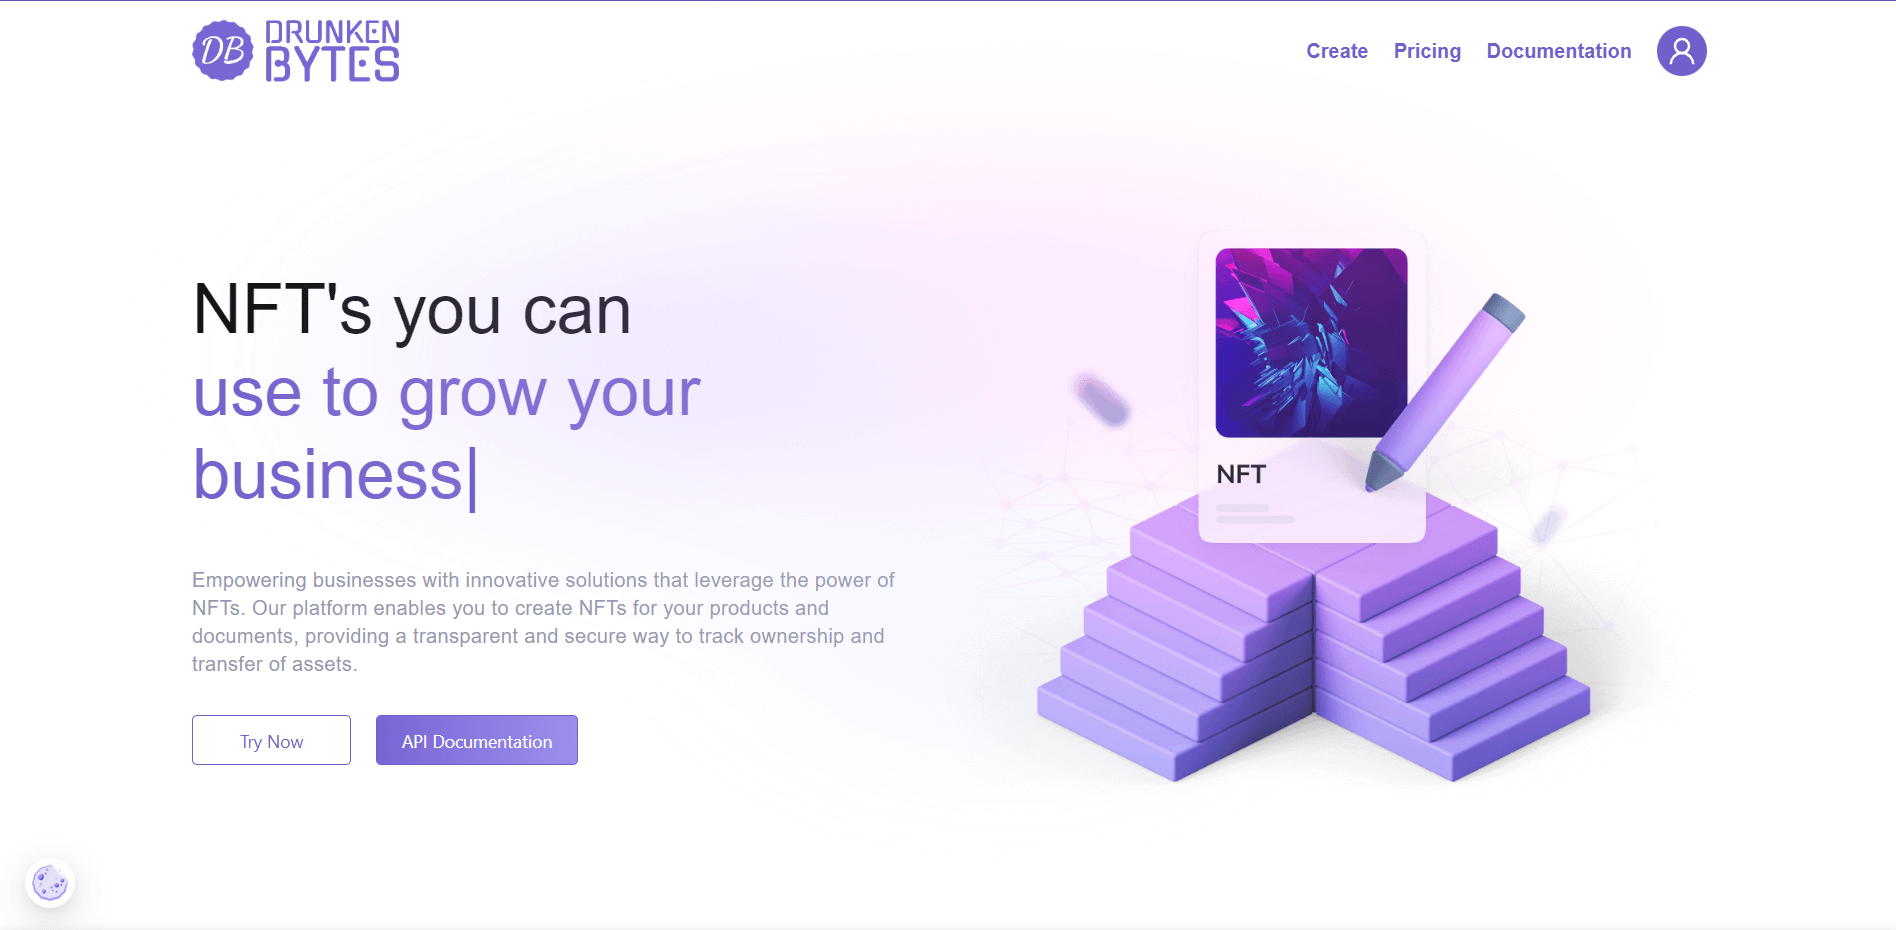 DB
DRUNKEN
BYTES
Create Pricing Documentation
NFT's you can
use to grow your
business|
Empowering businesses with innovative solutions that leverage the power of
NFTs. Our platform enables you to create NFTs for your products and
documents, providing a transparent and secure way to track ownership and
transfer of assets.
Try Now
API Documentation
NFT